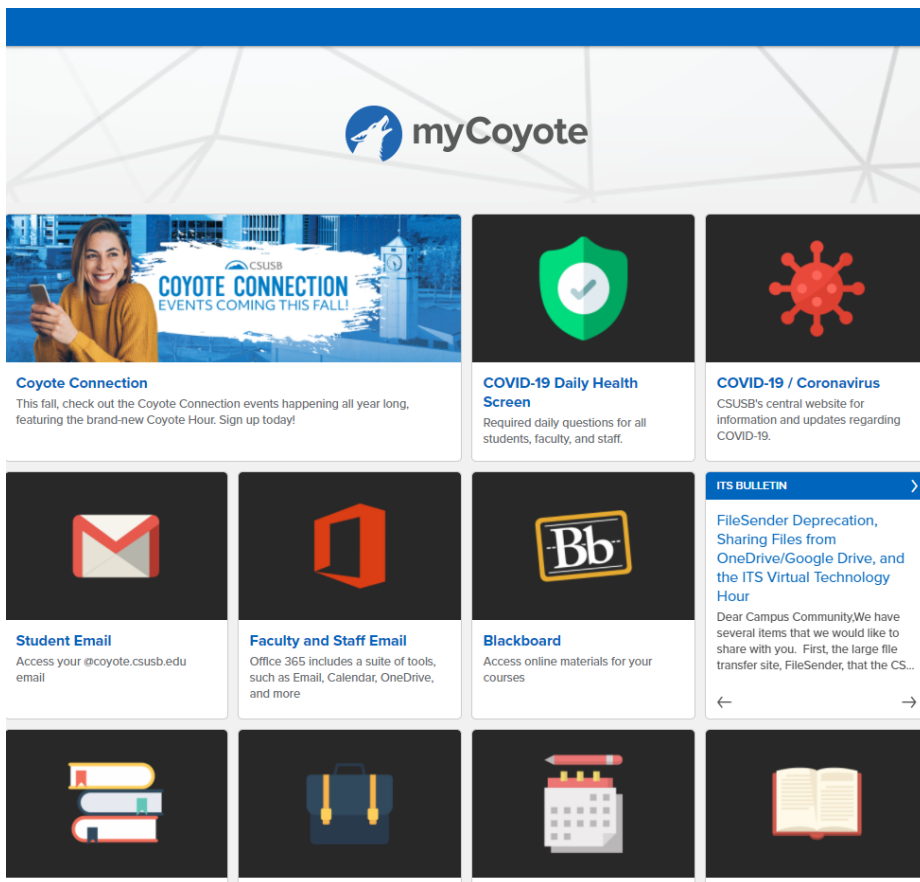 myCoyote
CSUSB
COYOTE CONNECTION
EVENTS COMING THIS FALL!
Coyote Connection
This fall, check out the Coyote Connection events happening all year long,
featuring the brand-new Coyote Hour. Sign up today!
COVID-19 Daily Health
Screen
Required daily questions for all
students, faculty, and staff.
COVID-19 / Coronavirus
CSUSB's central website for
information and updates regarding
COVID-19.
Student Email
Access your @coyote.csusb.edu
email
Faculty and Staff Email
Office 365 includes a suite of tools,
such as Email, Calendar, OneDrive,
and more
Bb
Blackboard
Access online materials for your
courses
ITS BULLETIN
FileSender Deprecation,
Sharing Files from
OneDrive/Google Drive, and
the ITS Virtual Technology
Hour
Dear Campus Community,We have
several items that we would like to
share with you. First, the large file
transfer site, FileSender, that the CS...